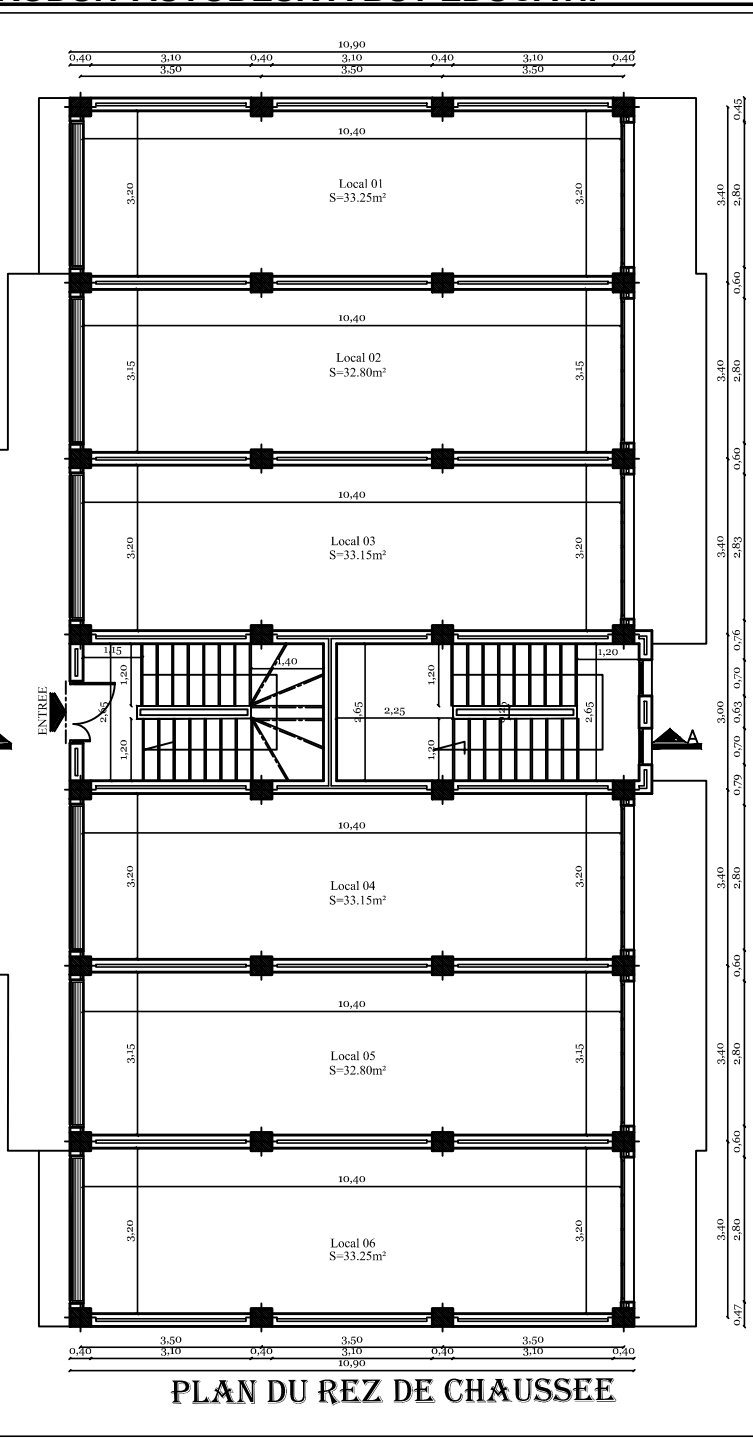 10,90
0,40 3,10 0,40 3,10 0,40 3,10 0,40
3,50 3,50 3,50
0,45
10,40
Local 01
S=33.25m²
3,20 3,20 3,40 2,80
0,60
10,40
Local 02
S=32.80m²
3,15 3,15 3,40 2,80
0,60
10,40
Local 03
S=33.15m²
3,20 3,20 3,40 2,83
0,76
1,15 1,20 1,40 1,20 1,20 0,70
ENTREE 2,65 2,65 2,25 2,65 3,00 0,63
1,20 1,20 0,70 A
0,79
10,40
Local 04
S=33.15m²
3,20 3,20 3,40 2,80
0,60
10,40
Local 05
S=32.80m²
3,15 3,15 3,40 2,80
0,60
10,40
Local 06
S=33.25m²
3,20 3,20 3,40 2,80
0,47
3,50 3,50 3,50
0,40 3,10 0,40 3,10 0,40 3,10 0,40
10,90
PLAN DU REZ DE CHAUSSEE